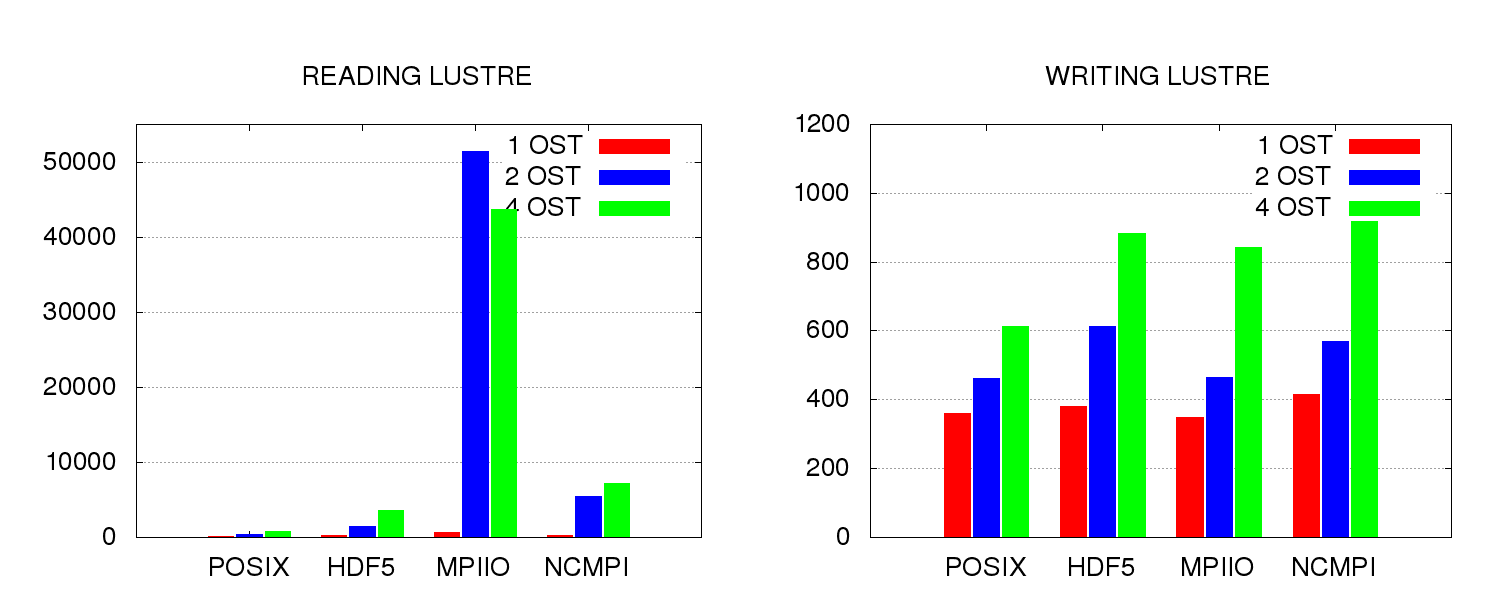 READING LUSTRE
50000
40000
30000
20000
10000
0
1 OST
2 OST
4 OST
POSIX HDF5 MPIIO NCMPI
WRITING LUSTRE
1200
1000
800
600
400
200
0
1 OST
2 OST
4 OST
POSIX HDF5 MPIIO NCMPI